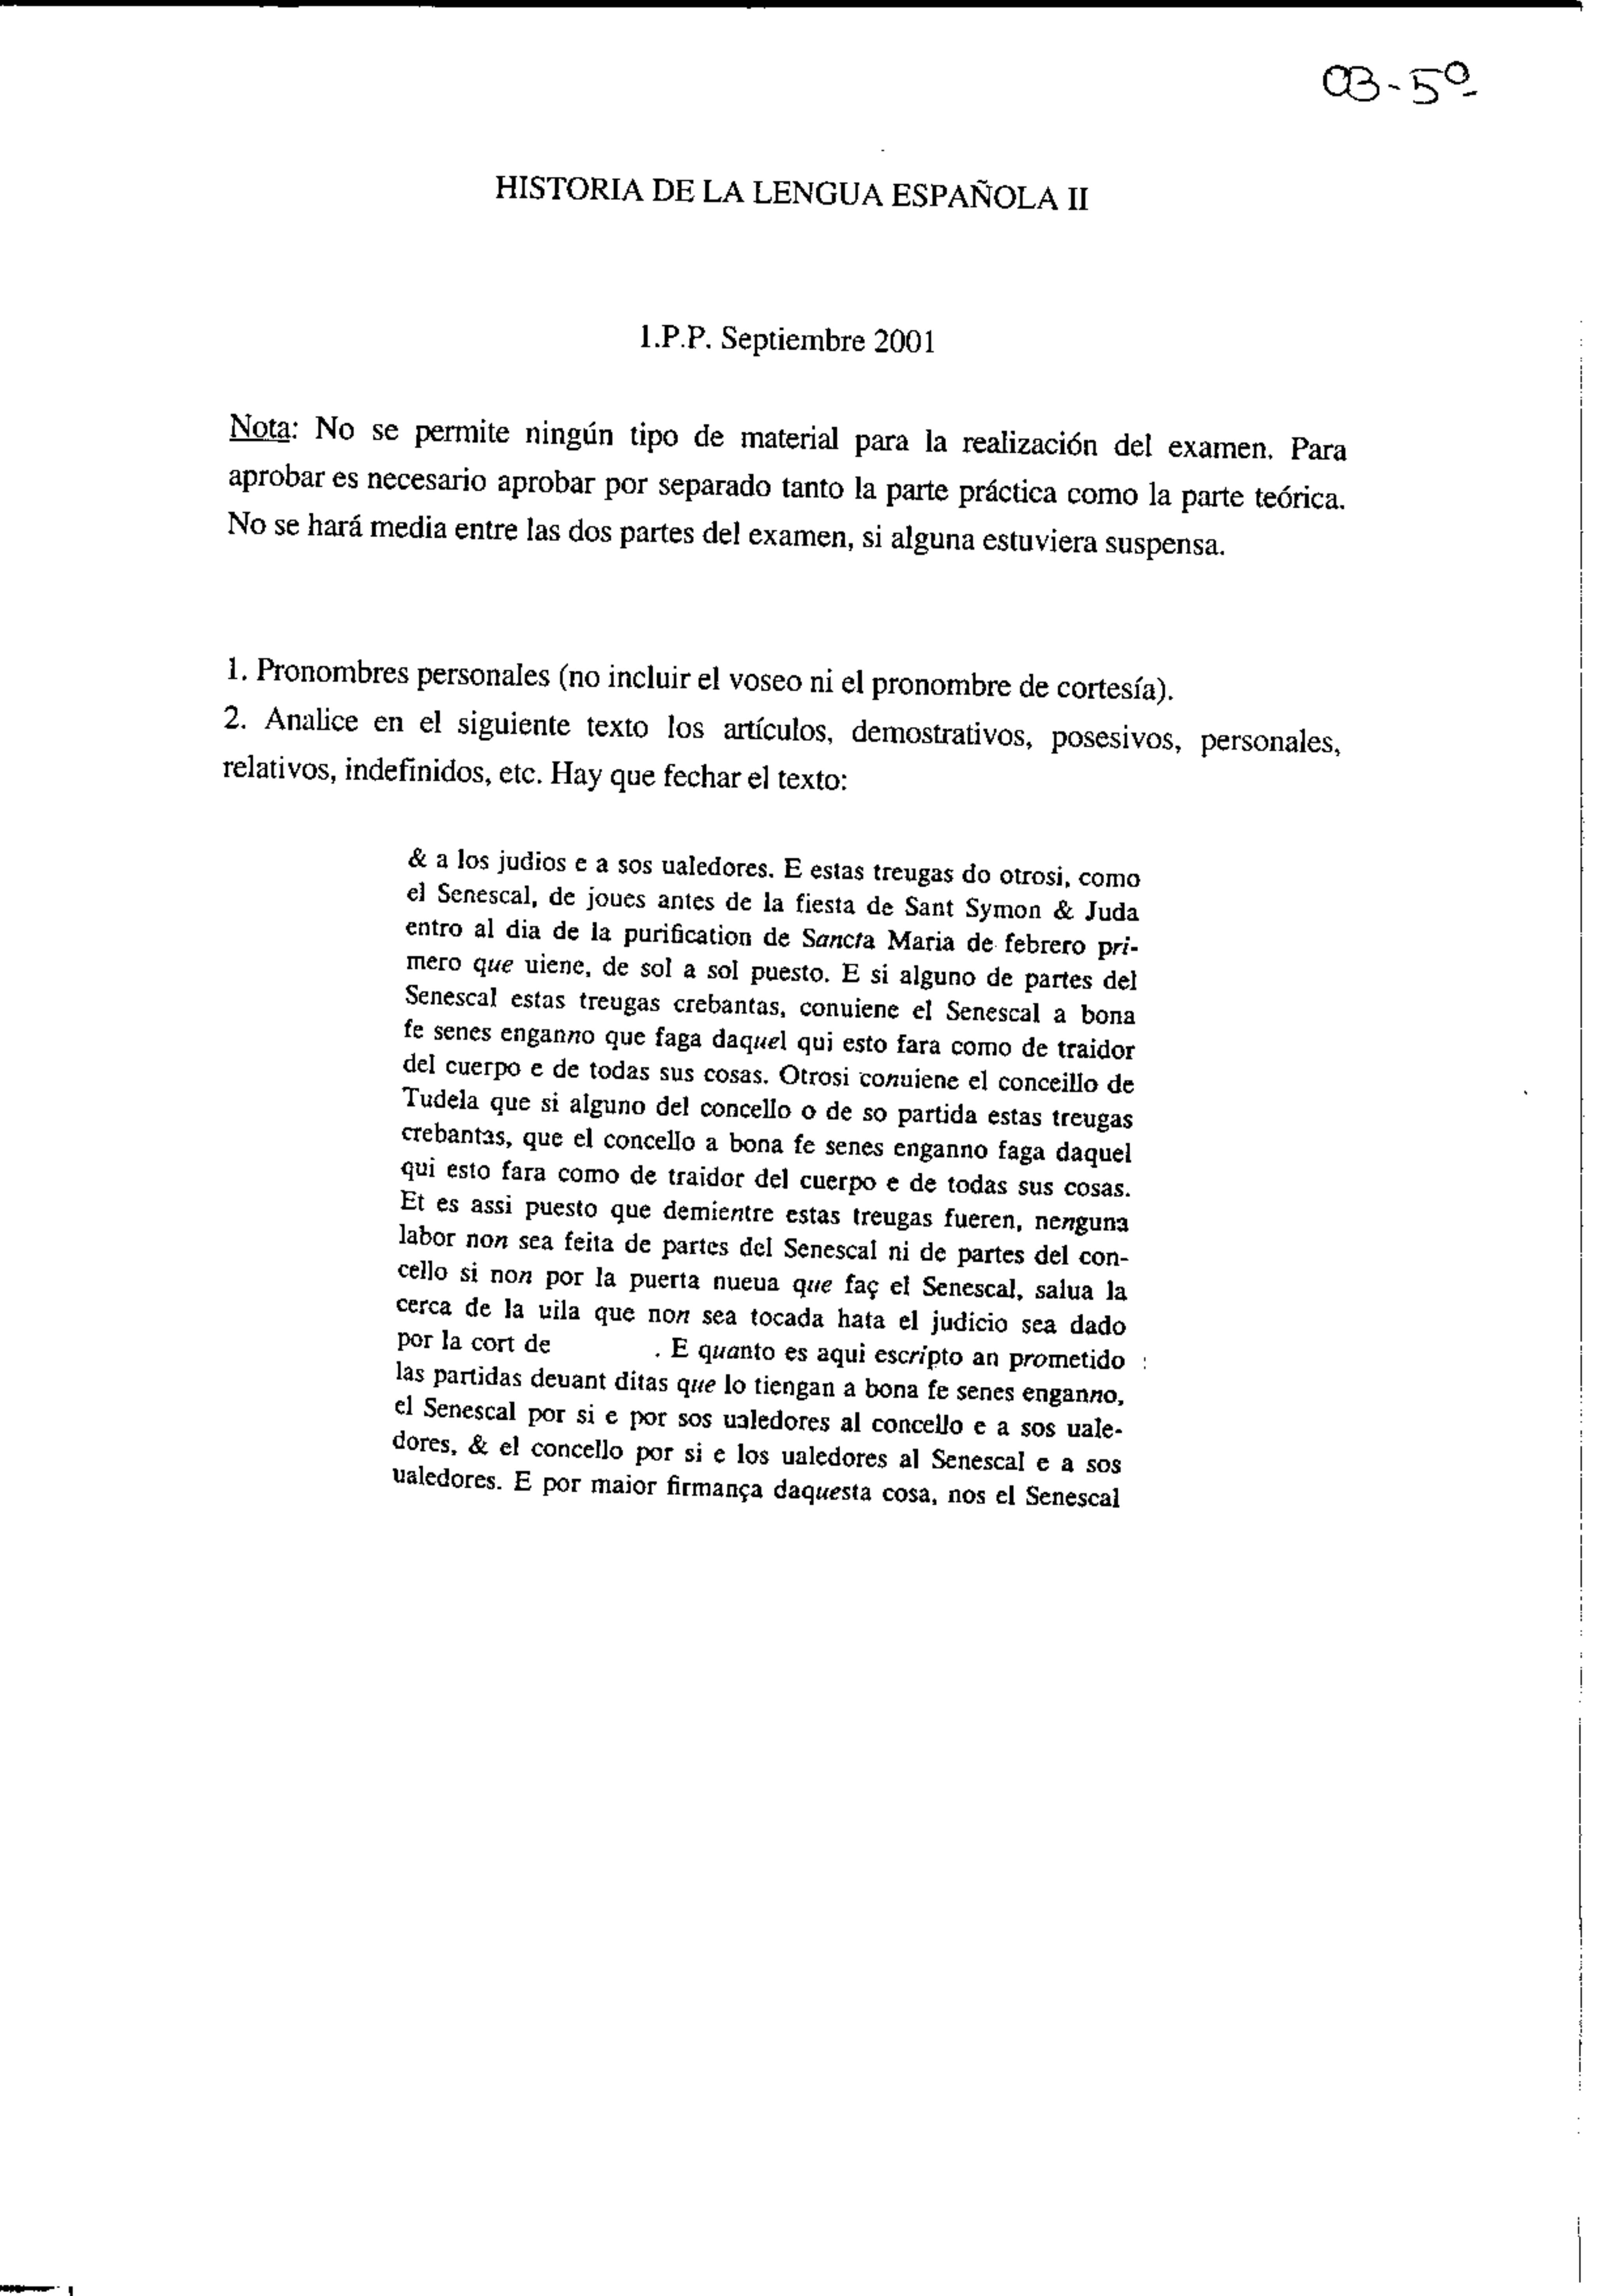 03-5º
HISTORIA DE LA LENGUA ESPAÑOLA II
1.P.P. Septiembre 2001
Nota: No se permite ningún tipo de material para la realización del examen. Para
aprobar es necesario aprobar por separado tanto la parte práctica como la parte teórica.
No se hará media entre las dos partes del examen, si alguna estuviera suspensa.
1. Pronombres personales (no incluir el voseo ni el pronombre de cortesía).
2. Analice en el siguiente texto los artículos, demostrativos, posesivos, personales,
relativos, indefinidos, etc. Hay que fechar el texto:
& a los judios e a sos ualedores. E estas treugas do otrosi, como
el Senescal, de joues antes de la fiesta de Sant Symon & Juda
entro al dia de la purification de Sancta Maria de febrero pri-
mero que uiene, de sol a sol puesto. E si alguno de partes del
Senescal estas treugas crebantas, conuiene el Senescal a bona
fe senes enganno que faga daquel qui esto fara como de traidor
del cuerpo e de todas sus cosas. Otrosi conuiene el conceillo de
Tudela que si alguno del concello o de so partida estas treugas
crebantas, que el concello a bona fe senes enganno faga daquel
qui esto fara como de traidor del cuerpo e de todas sus cosas.
Et es assi puesto que demientre estas treugas fueren, nenguna
labor non sea feita de partes del Senescal ni de partes del con-
cello si non por la puerta nueua que faç el Senescal, salua la
cerca de la uila que non sea tocada hata el judicio sea dado
por la cort de . E quanto es aqui escripto an prometido :
las partidas deuant ditas que lo tiengan a bona fe senes enganno,
el Senescal por si e por sos ualedores al concello e a sos uale-
dores, & el concello por si e los ualedores al Senescal e a sos
ualedores. E por maior firmança daquesta cosa, nos el Senescal